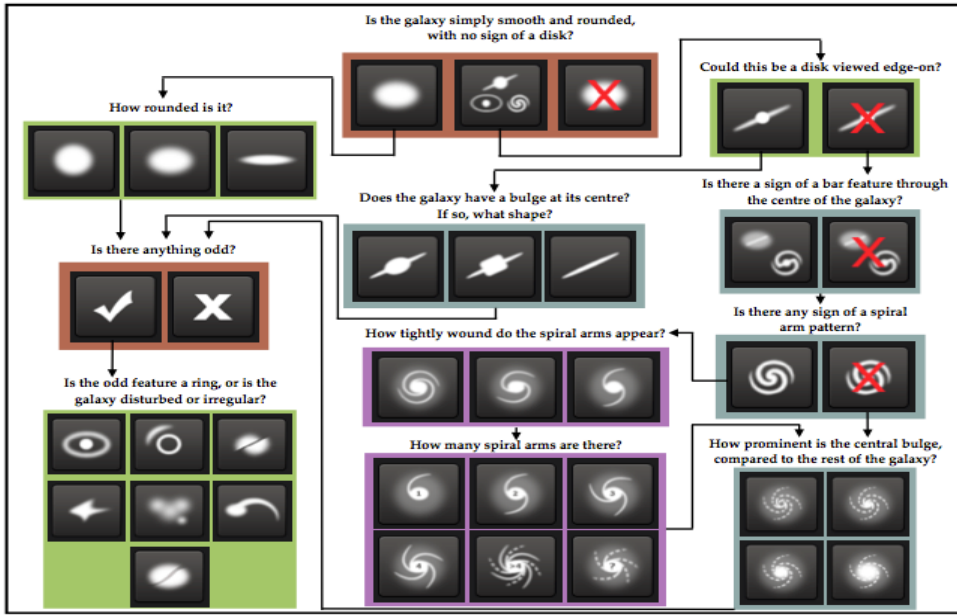 Is the galaxy simply smooth and rounded,
with no sign of a disk?
Could this be a disk viewed edge-on?
How rounded is it?
Does the galaxy have a bulge at its centre?
If so, what shape?
Is there a sign of a bar feature through
the centre of the galaxy?
Is there anything odd?
Is there any sign of a spiral
arm pattern?
How tightly wound do the spiral arms appear?
Is the odd feature a ring, or is the
galaxy disturbed or irregular?
How many spiral arms are there?
1
2
3
4
?
How prominent is the central bulge,
compared to the rest of the galaxy?